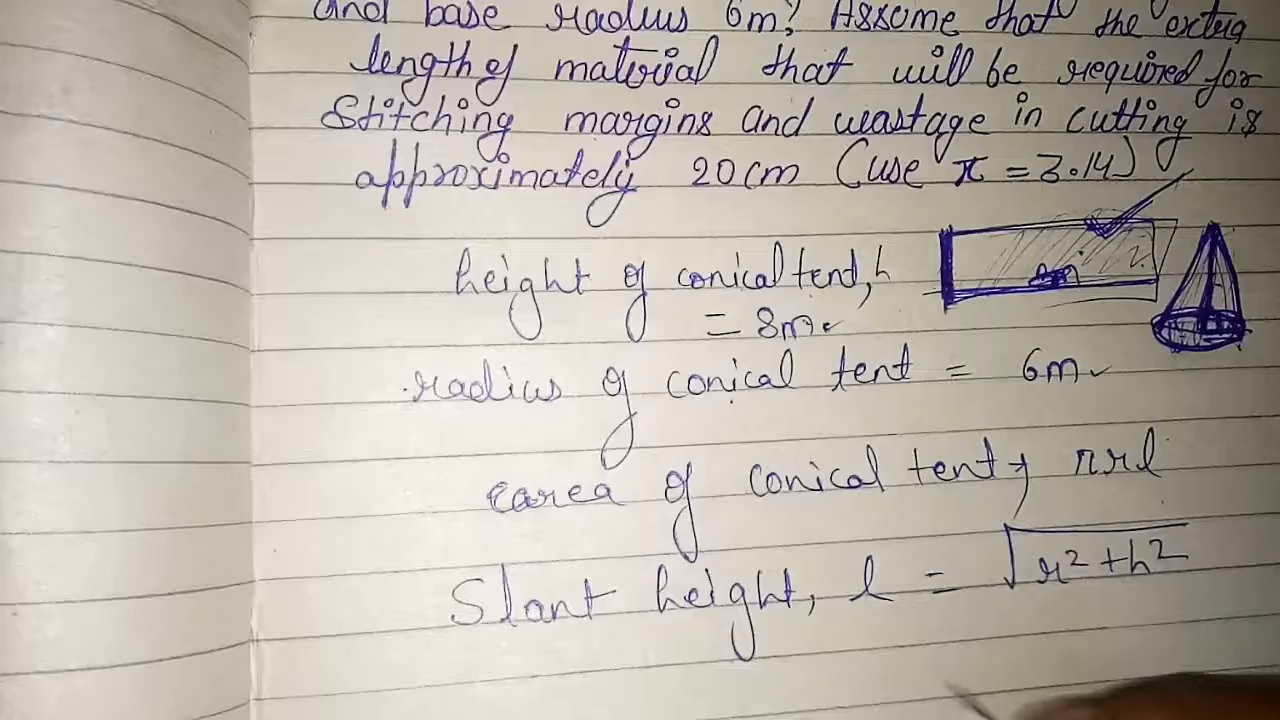 and base radius 6m? Assume that the extra
length of material that will be required for
Stitching margins and wastage in cutting is
approximately 20cm (use π = 3.14)
height of conical tent, h
= 8m
radius of conical tent = 6m
carea of conical tent, πrl
Slant height, l = √r²+h²